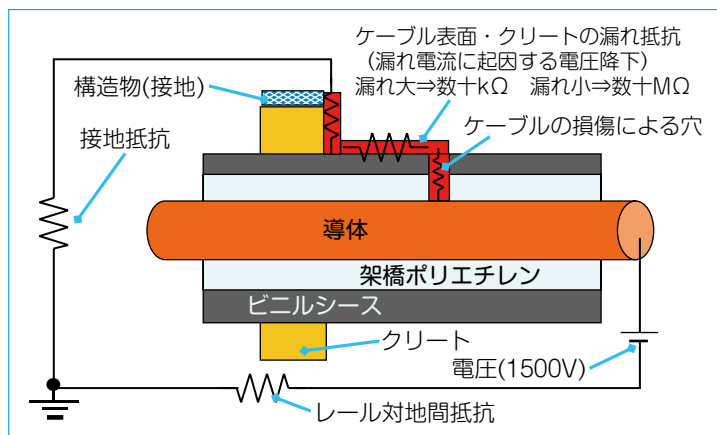 ケーブル表面・クリートの漏れ抵抗
（漏れ電流に起因する電圧降下）
漏れ大⇒数十kΩ　漏れ小⇒数十MΩ
構造物(接地)
ケーブルの損傷による穴
接地抵抗
導体
架橋ポリエチレン
ビニルシース
クリート
電圧(1500V)
レール対地間抵抗